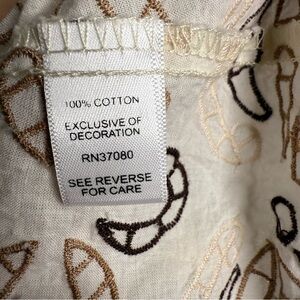 100% COTTON
EXCLUSIVE OF
DECORATION
RN37080
SEE REVERSE
FOR CARE